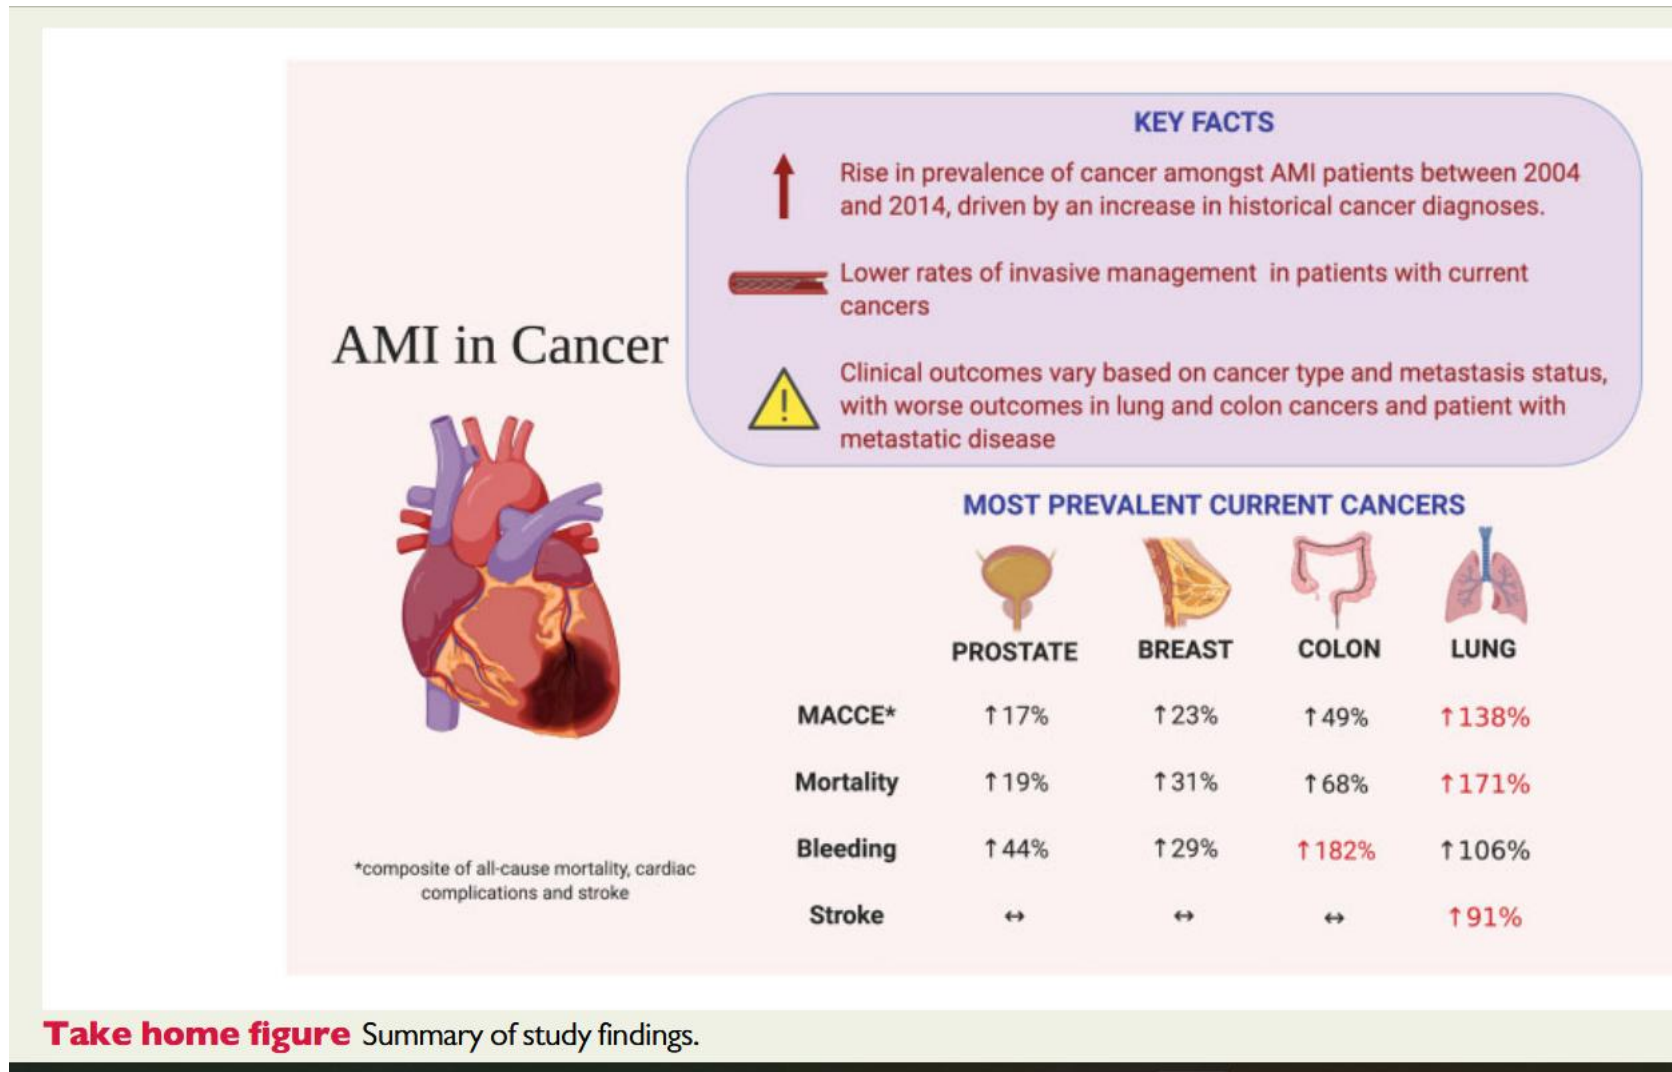 KEY FACTS
Rise in prevalence of cancer amongst AMI patients between 2004
and 2014, driven by an increase in historical cancer diagnoses.
Lower rates of invasive management in patients with current
cancers
Clinical outcomes vary based on cancer type and metastasis status,
with worse outcomes in lung and colon cancers and patient with
metastatic disease
AMI in Cancer
MOST PREVALENT CURRENT CANCERS
PROSTATE BREAST COLON LUNG
MACCE* ↑17% ↑23% ↑49% ↑138%
Mortality ↑19% ↑31% ↑68% ↑171%
Bleeding ↑44% ↑29% ↑182% ↑106%
Stroke ↔ ↔ ↔ ↑91%
*composite of all-cause mortality, cardiac
complications and stroke
Take home figure Summary of study findings.